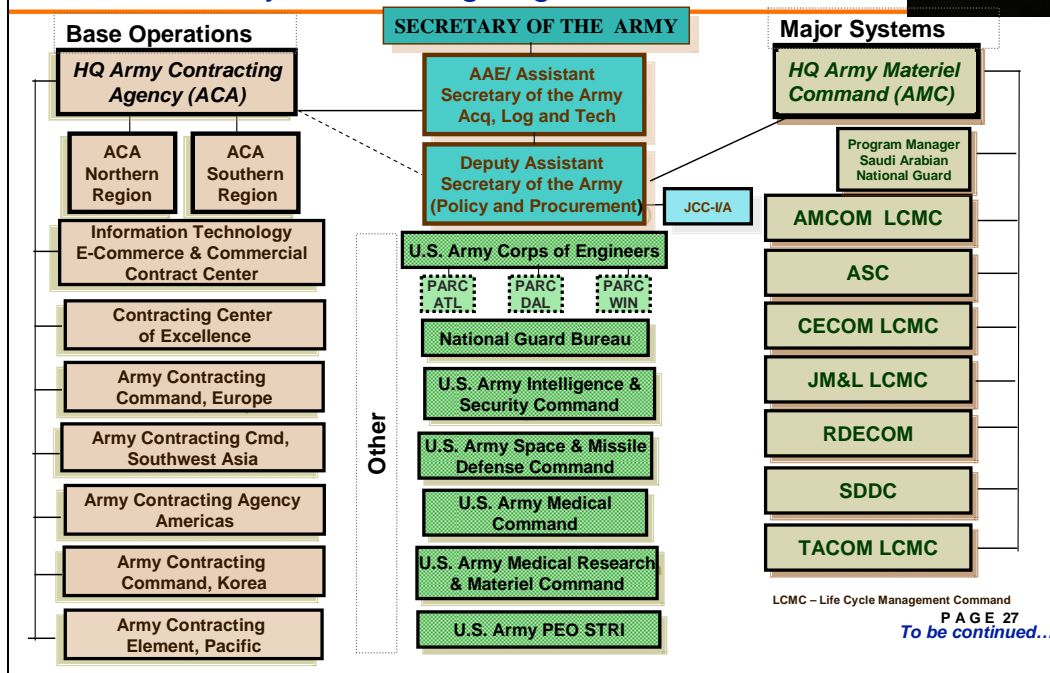 SECRETARY OF THE ARMY
Base Operations
HQ Army Contracting
Agency (ACA)
ACA
Northern
Region
ACA
Southern
Region
Information Technology
E-Commerce & Commercial
Contract Center
Contracting Center
of Excellence
Army Contracting
Command, Europe
Army Contracting Cmd,
Southwest Asia
Army Contracting Agency
Americas
Army Contracting
Command, Korea
Army Contracting
Element, Pacific
AAE/ Assistant
Secretary of the Army
Acq, Log and Tech
Deputy Assistant
Secretary of the Army
(Policy and Procurement)
JCC-I/A
Other
U.S. Army Corps of Engineers
PARC
ATL
PARC
DAL
PARC
WIN
National Guard Bureau
U.S. Army Intelligence &
Security Command
U.S. Army Space & Missile
Defense Command
U.S. Army Medical
Command
U.S. Army Medical Research
& Materiel Command
U.S. Army PEO STRI
Major Systems
HQ Army Materiel
Command (AMC)
Program Manager
Saudi Arabian
National Guard
AMCOM LCMC
ASC
CECOM LCMC
JM&L LCMC
RDECOM
SDDC
TACOM LCMC
LCMC – Life Cycle Management Command
PAGE 27
To be continued...